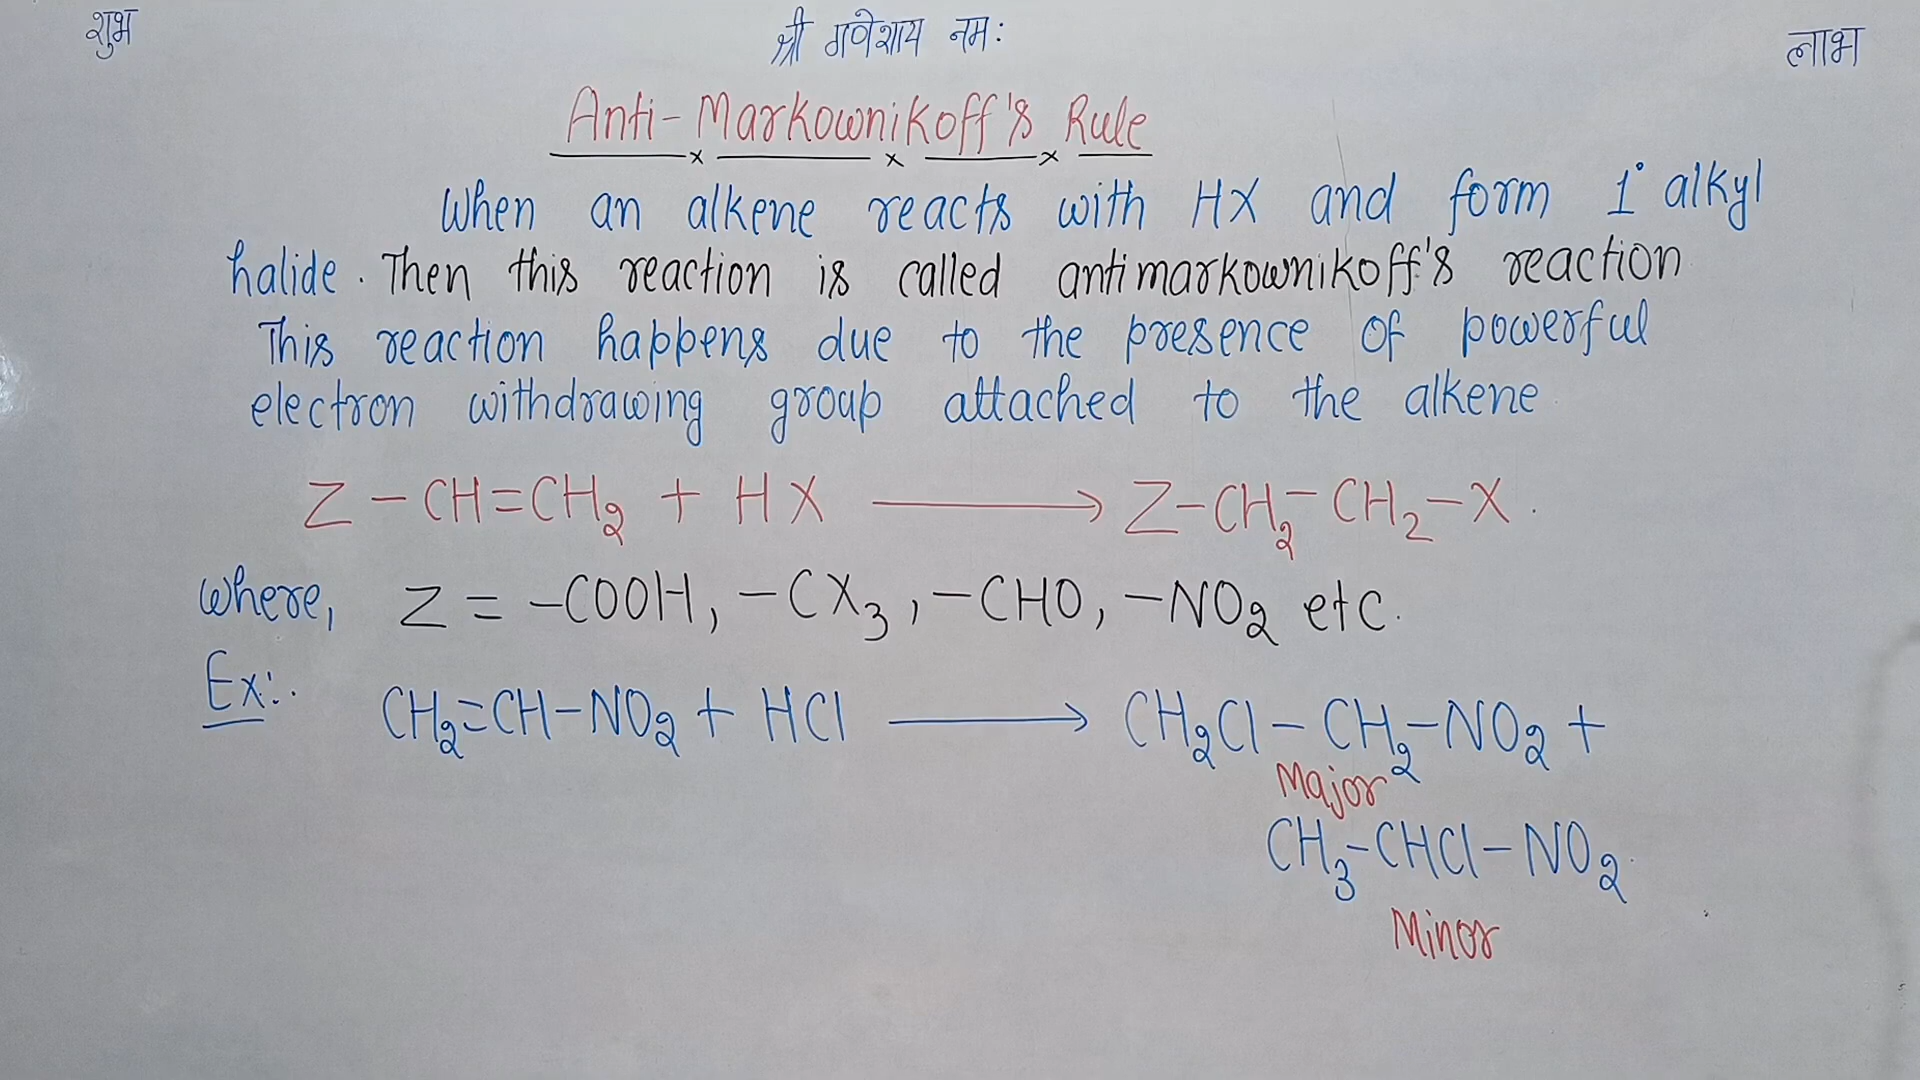 शुभ श्री गणेशाय नमः लाभ
Anti-Markownikoff's Rule
When an alkene reacts with HX and form 1° alkyl
halide. Then this reaction is called antimarkownikoff's reaction
This reaction happens due to the presence of powerful
electron withdrawing group attached to the alkene
Z-CH=CH₂ + HX ⟶ Z-CH₂-CH₂-X.
where, Z = -COOH, -CX₃, -CHO, -NO₂ etc.
Ex:. CH₂=CH-NO₂ + HCl ⟶ CH₂Cl-CH₂-NO₂ +
Major
CH₃-CHCl-NO₂.
Minor